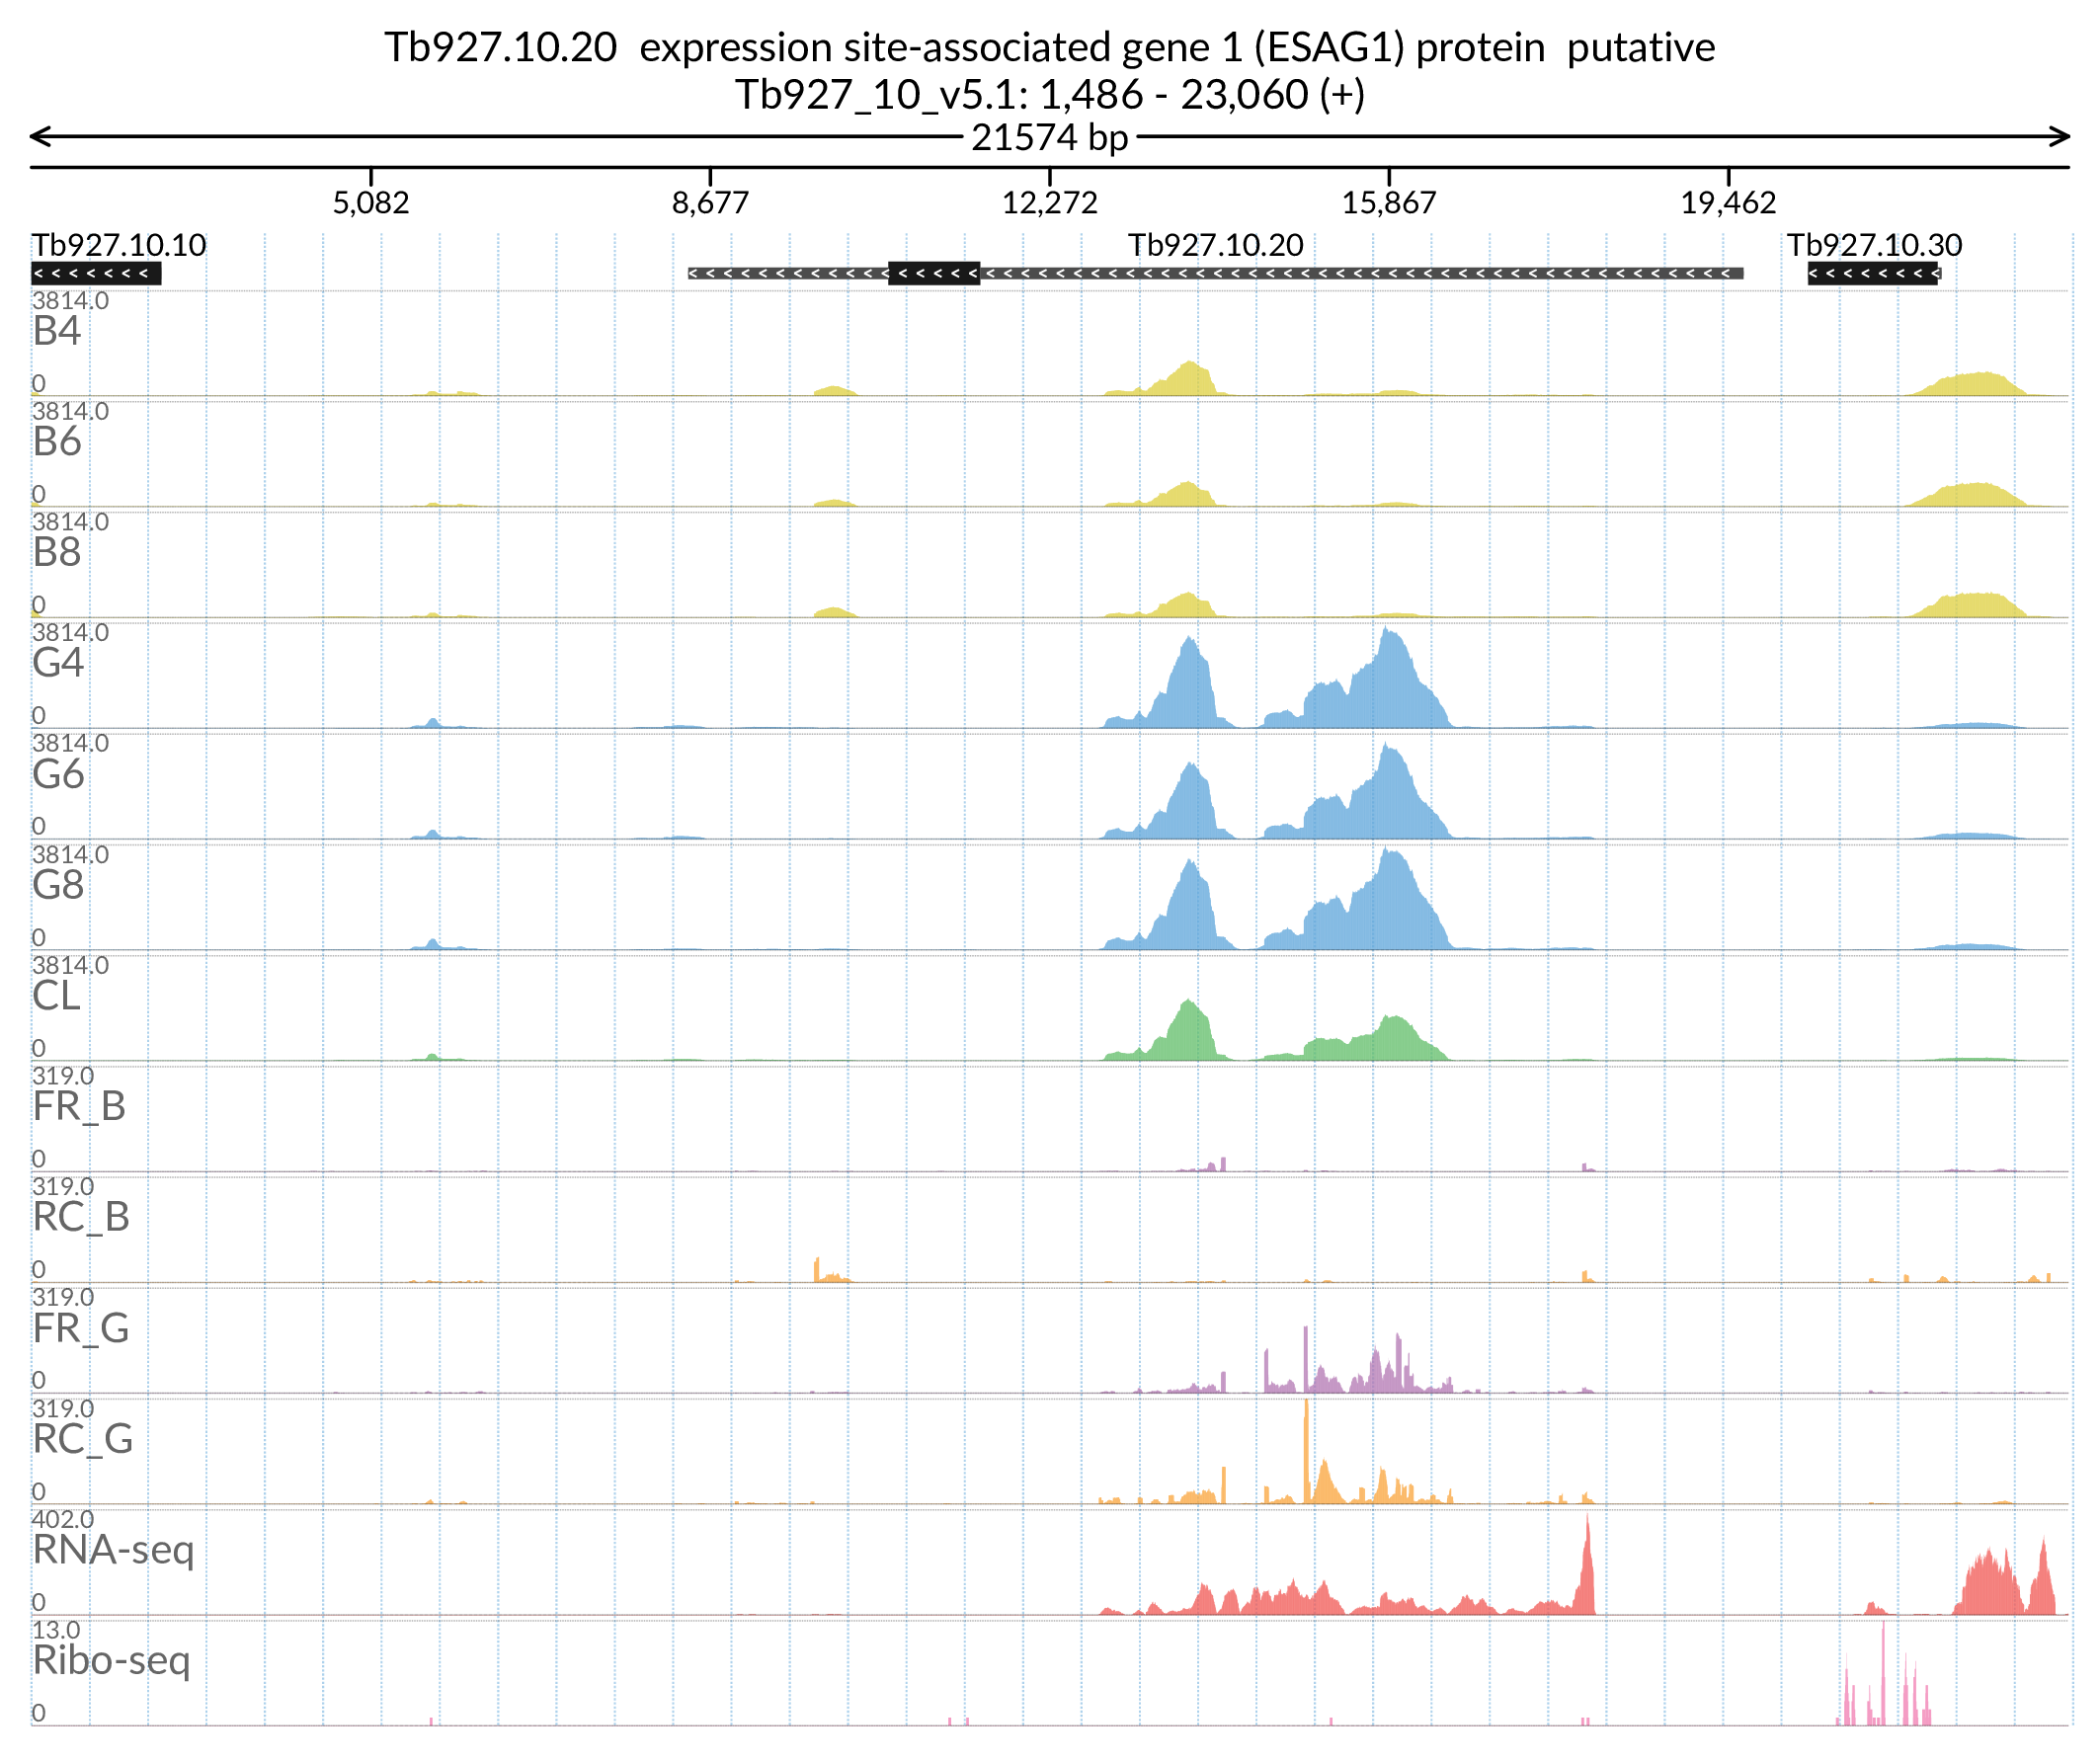 Tb927.10.20  expression site-associated gene 1 (ESAG1) protein  putative
Tb927_10_v5.1: 1,486 - 23,060 (+)
21574 bp
5,082 8,677 12,272 15,867 19,462
Tb927.10.10 Tb927.10.20 Tb927.10.30
3814.0
B4
0
3814.0
B6
0
3814.0
B8
0
3814.0
G4
0
3814.0
G6
0
3814.0
G8
0
3814.0
CL
0
319.0
FR_B
0
319.0
RC_B
0
319.0
FR_G
0
319.0
RC_G
0
402.0
RNA-seq
0
13.0
Ribo-seq
0